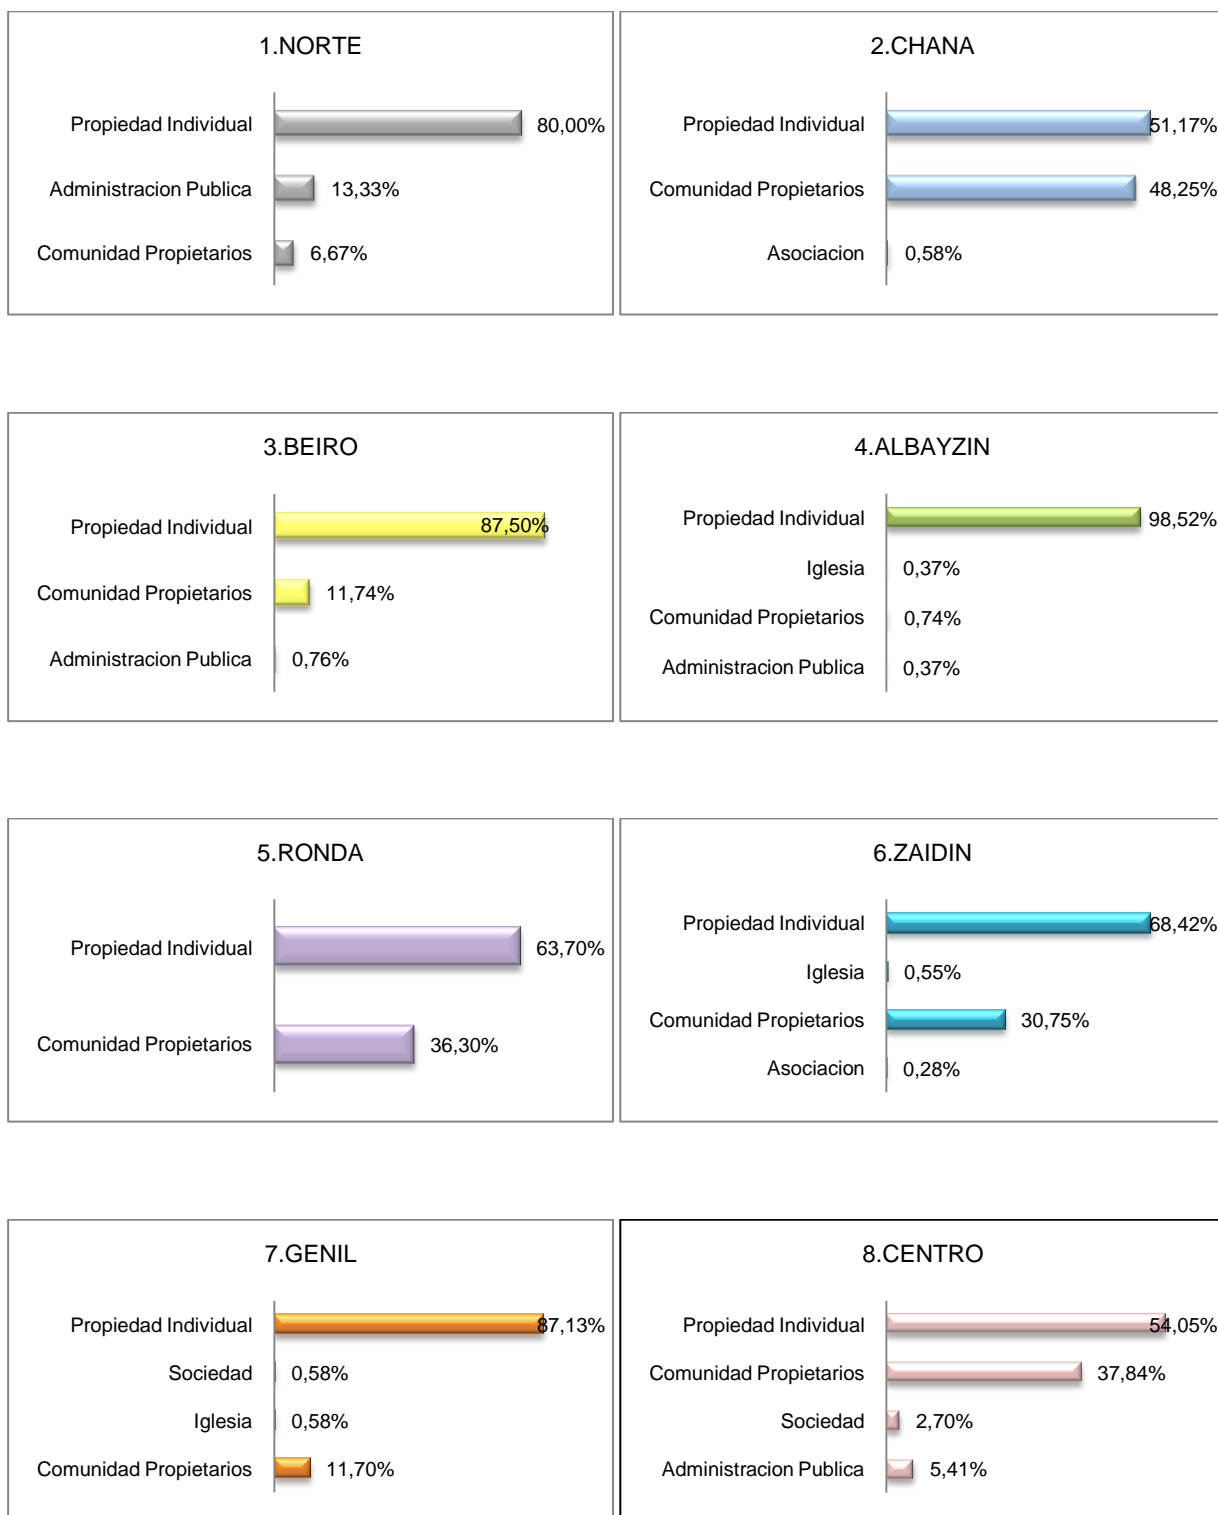 1.NORTE
Propiedad Individual 80,00%
Administracion Publica 13,33%
Comunidad Propietarios 6,67%
2.CHANA
Propiedad Individual 51,17%
Comunidad Propietarios 48,25%
Asociacion 0,58%
3.BEIRO
Propiedad Individual 87,50%
Comunidad Propietarios 11,74%
Administracion Publica 0,76%
4.ALBAYZIN
Propiedad Individual 98,52%
Iglesia 0,37%
Comunidad Propietarios 0,74%
Administracion Publica 0,37%
5.RONDA
Propiedad Individual 63,70%
Comunidad Propietarios 36,30%
6.ZAIDIN
Propiedad Individual 68,42%
Iglesia 0,55%
Comunidad Propietarios 30,75%
Asociacion 0,28%
7.GENIL
Propiedad Individual 87,13%
Sociedad 0,58%
Iglesia 0,58%
Comunidad Propietarios 11,70%
8.CENTRO
Propiedad Individual 54,05%
Comunidad Propietarios 37,84%
Sociedad 2,70%
Administracion Publica 5,41%